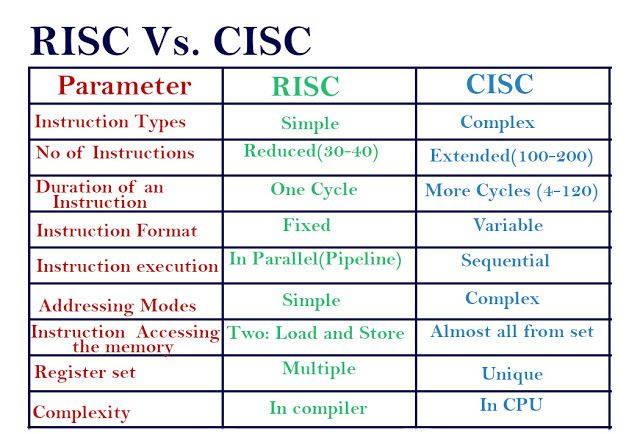 RISC Vs. CISC
Parameter RISC CISC
Instruction Types Simple Complex
No of Instructions Reduced(30-40) Extended(100-200)
Duration of an Instruction One Cycle More Cycles (4-120)
Instruction Format Fixed Variable
Instruction execution In Parallel(Pipeline) Sequential
Addressing Modes Simple Complex
Instruction Accessing the memory Two: Load and Store Almost all from set
Register set Multiple Unique
Complexity In compiler In CPU